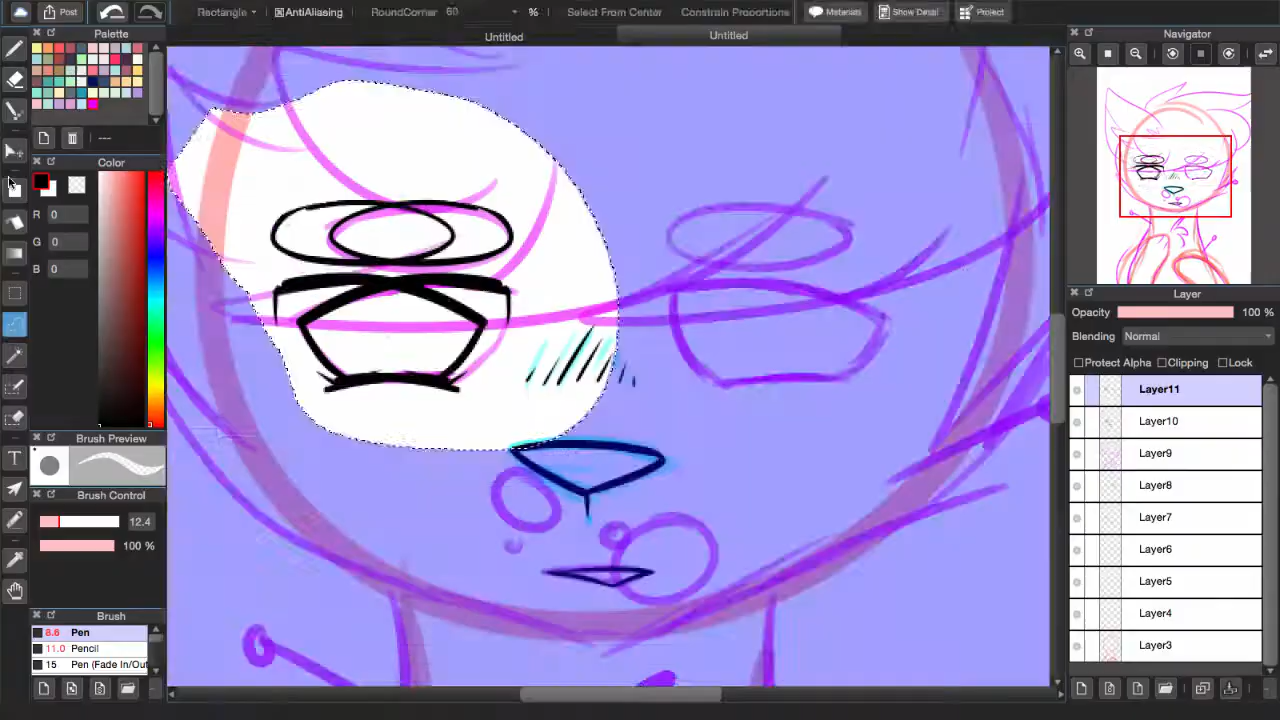 Post
Rectangle
AntiAliasing
RoundCorner 60 %
Select From Center
Constrain Proportions
Materials
Show Detail
Project
Untitled
Untitled
Palette
---
Color
R 0
G 0
B 0
Brush Preview
Brush Control
12.4
100 %
Brush
8.6 Pen
11.0 Pencil
15 Pen (Fade In/Out
T
Navigator
Layer
Opacity 100 %
Blending Normal
Protect Alpha Clipping Lock
Layer11
Layer10
Layer9
Layer8
Layer7
Layer6
Layer5
Layer4
Layer3